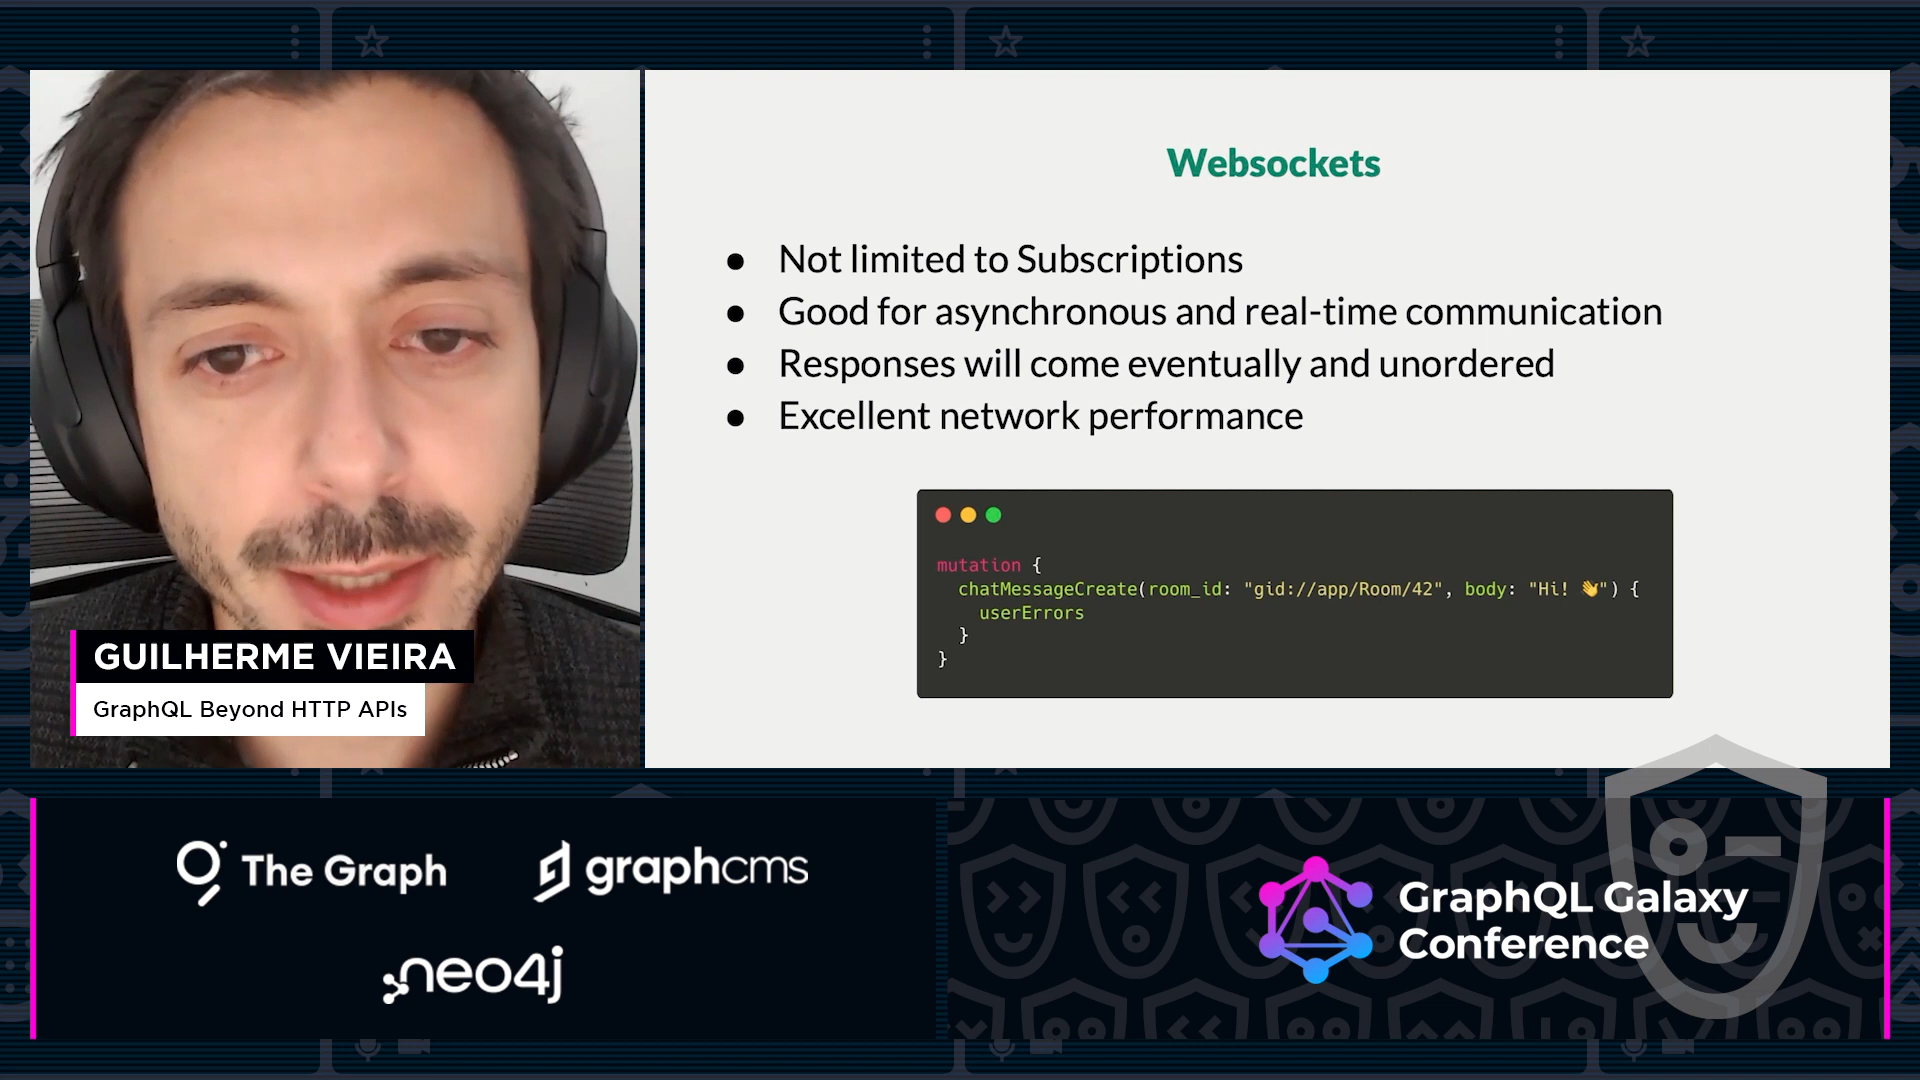 Websockets
● Not limited to Subscriptions
● Good for asynchronous and real-time communication
● Responses will come eventually and unordered
● Excellent network performance
mutation {
  chatMessageCreate(room_id: "gid://app/Room/42", body: "Hi! 👋") {
    userErrors
  }
}
GUILHERME VIEIRA
GraphQL Beyond HTTP APIs
The Graph
graphcms
neo4j
GraphQL Galaxy
Conference